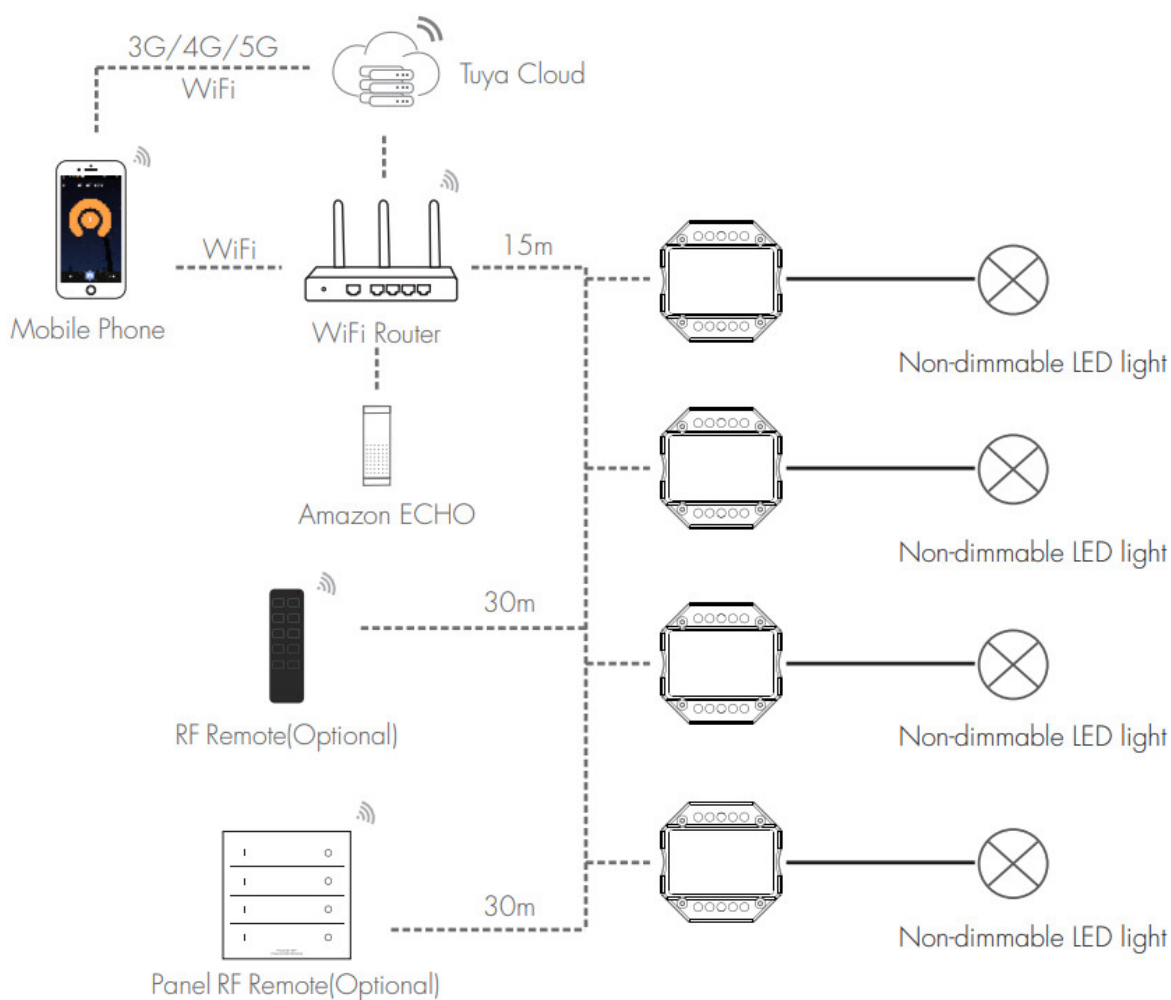 3G/4G/5G
WiFi
Tuya Cloud
WiFi
15m
Mobile Phone
WiFi Router
Non-dimmable LED light
Amazon ECHO
Non-dimmable LED light
30m
RF Remote(Optional)
Non-dimmable LED light
30m
Non-dimmable LED light
Panel RF Remote(Optional)